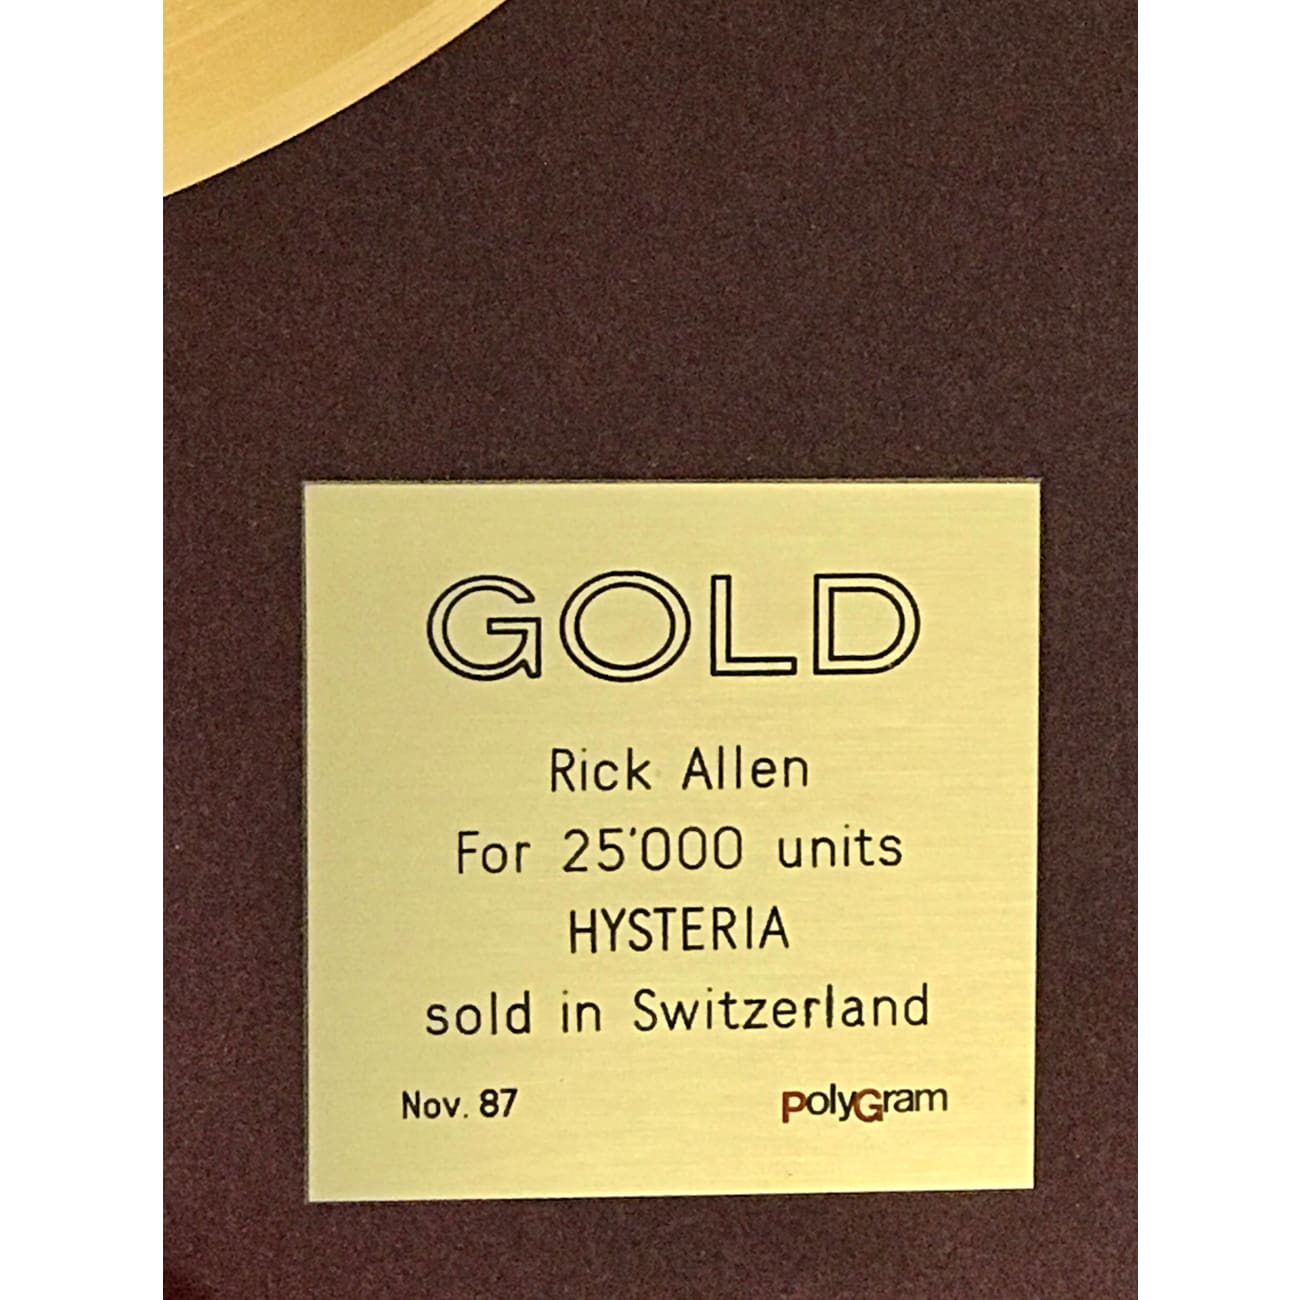 GOLD
Rick Allen
For 25'000 units
HYSTERIA
sold in Switzerland
Nov. 87 PolyGram